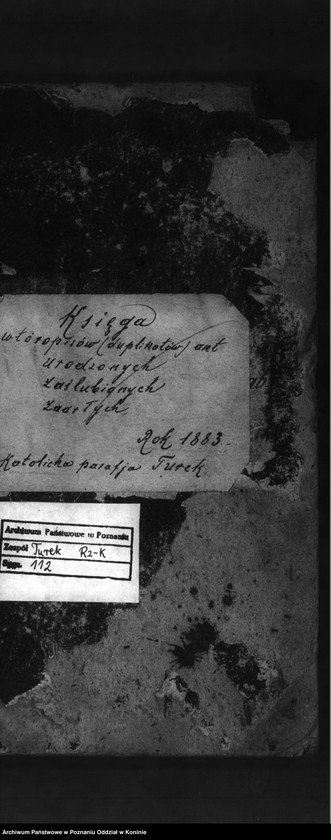 Księga
wtóropisów (duplikatów) akt
urodzonych
Zaślubionych
Zmarłych
Rok 1883.
Katolicka parafja Turek
Archiwum Państwowe w Poznaniu
Zespół Turek Rz-K
Sygn. 112
Archiwum Państwowe w Poznaniu Oddział w Koninie